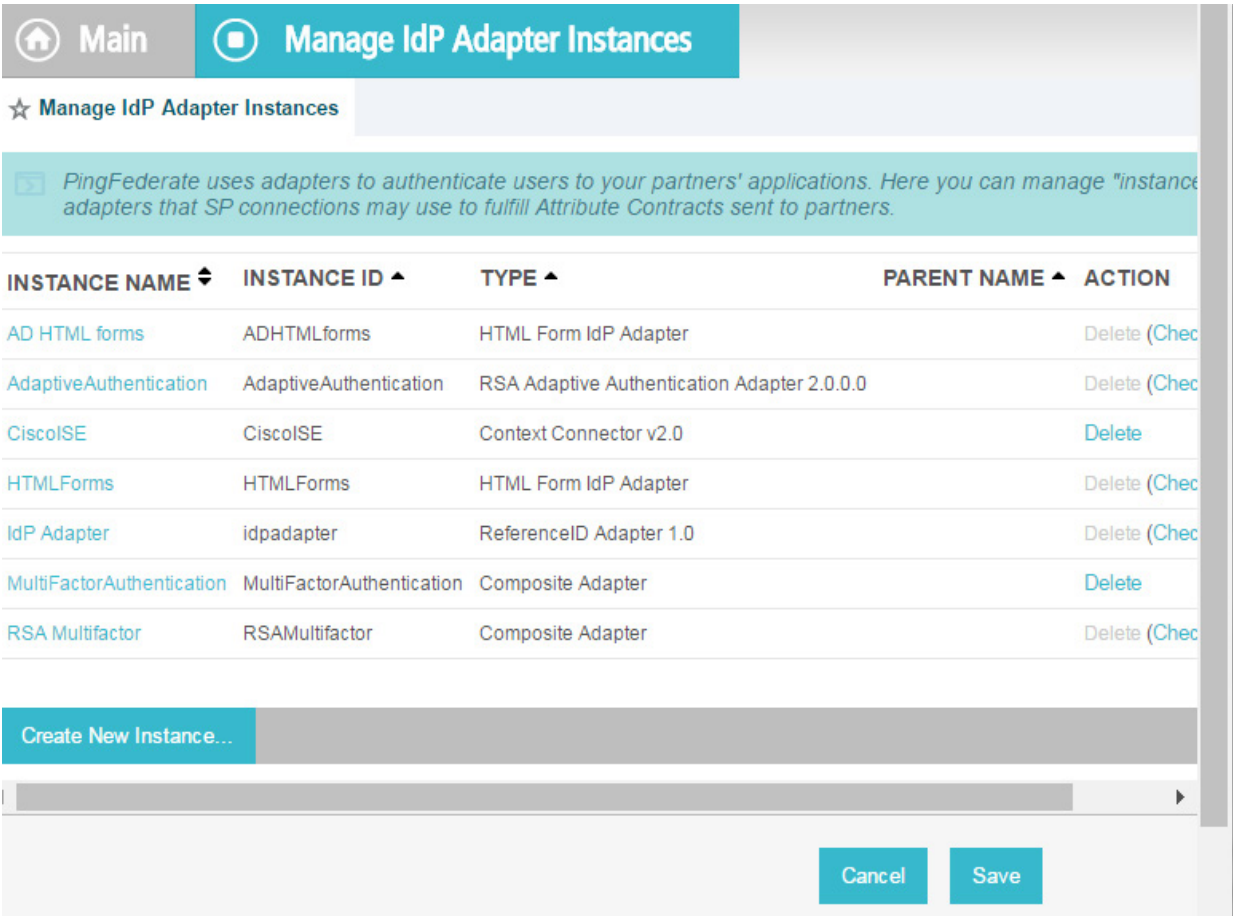 Main Manage IdP Adapter Instances
Manage IdP Adapter Instances
PingFederate uses adapters to authenticate users to your partners' applications. Here you can manage "instance
adapters that SP connections may use to fulfill Attribute Contracts sent to partners.
INSTANCE NAME INSTANCE ID TYPE PARENT NAME ACTION
AD HTML forms ADHTMLforms HTML Form IdP Adapter Delete (Chec
AdaptiveAuthentication AdaptiveAuthentication RSA Adaptive Authentication Adapter 2.0.0.0 Delete (Chec
CiscoISE CiscoISE Context Connector v2.0 Delete
HTMLForms HTMLForms HTML Form IdP Adapter Delete (Chec
IdP Adapter idpadapter ReferenceID Adapter 1.0 Delete (Chec
MultiFactorAuthentication MultiFactorAuthentication Composite Adapter Delete
RSA Multifactor RSAMultifactor Composite Adapter Delete (Chec
Create New Instance...
Cancel Save